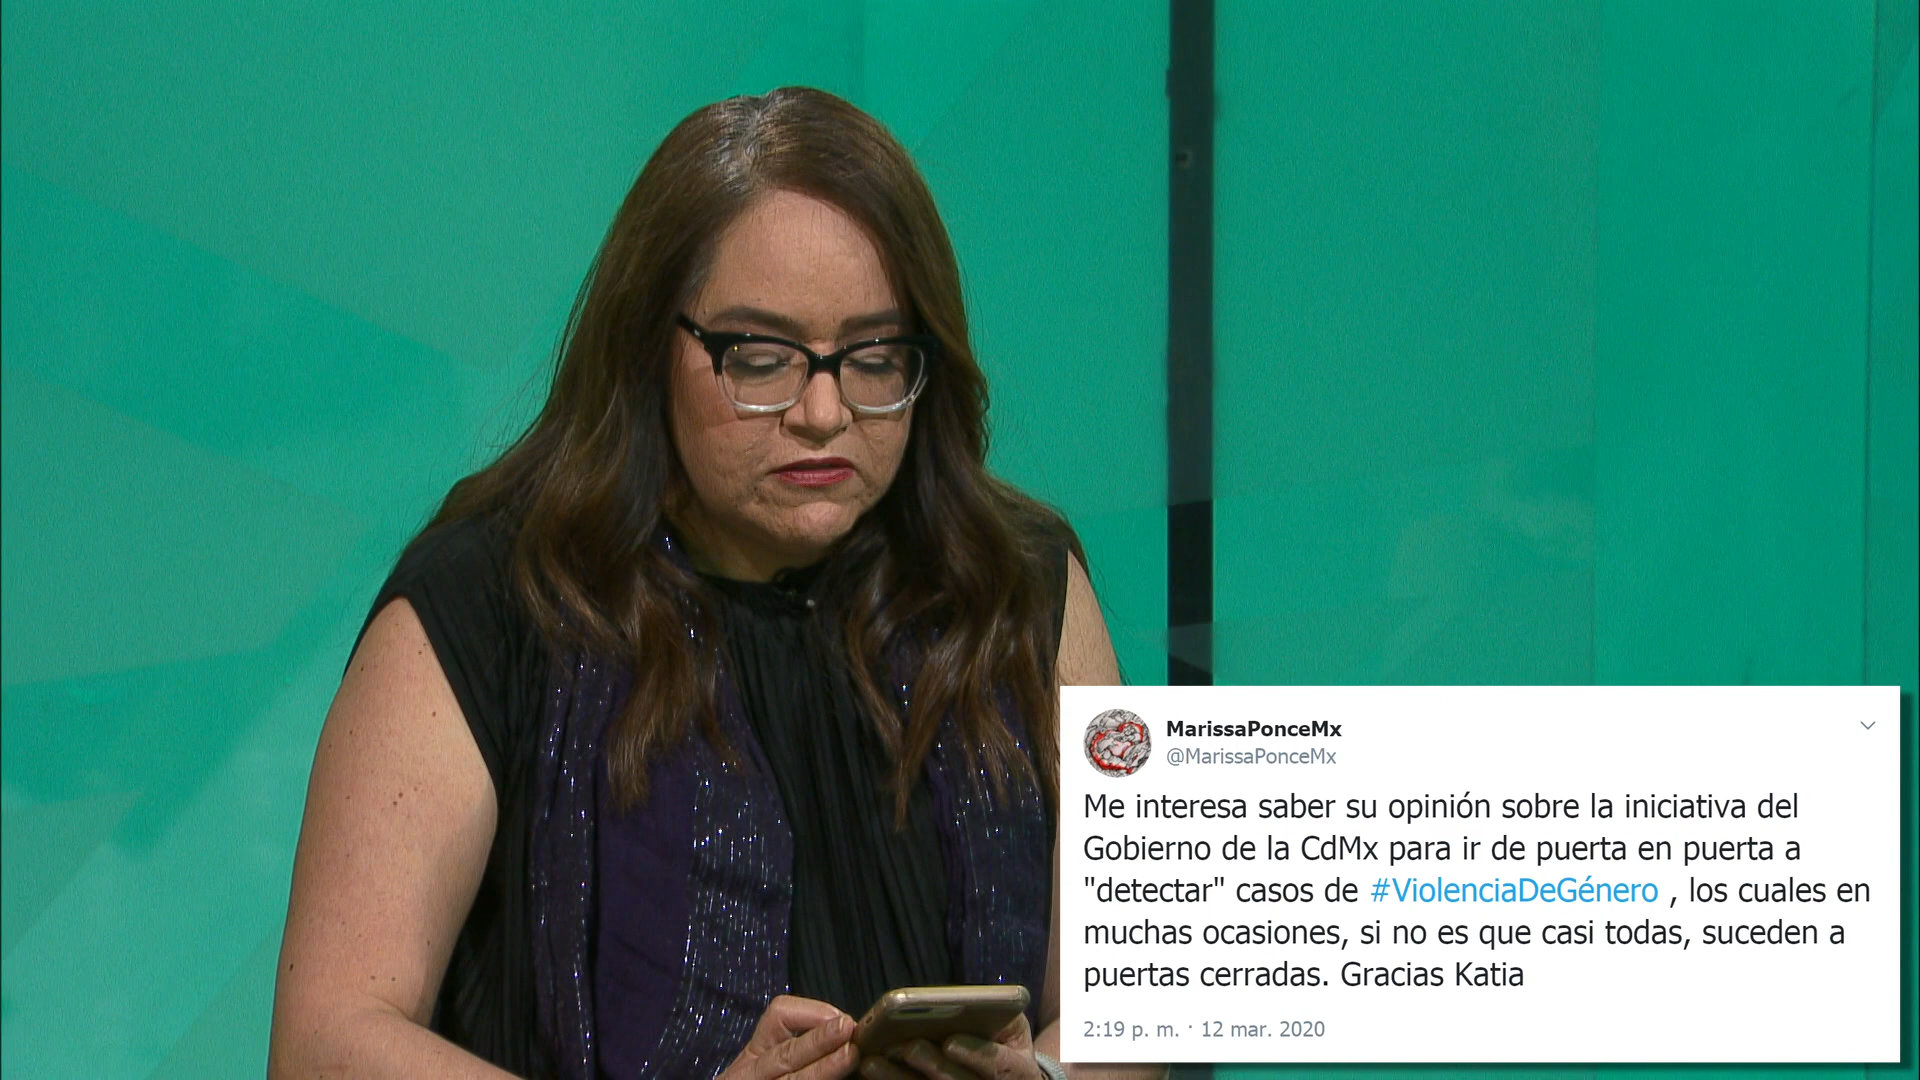 MarissaPonceMx
@MarissaPonceMx
Me interesa saber su opinión sobre la iniciativa del
Gobierno de la CdMx para ir de puerta en puerta a
"detectar" casos de #ViolenciaDeGénero , los cuales en
muchas ocasiones, si no es que casi todas, suceden a
puertas cerradas. Gracias Katia
2:19 p. m. · 12 mar. 2020